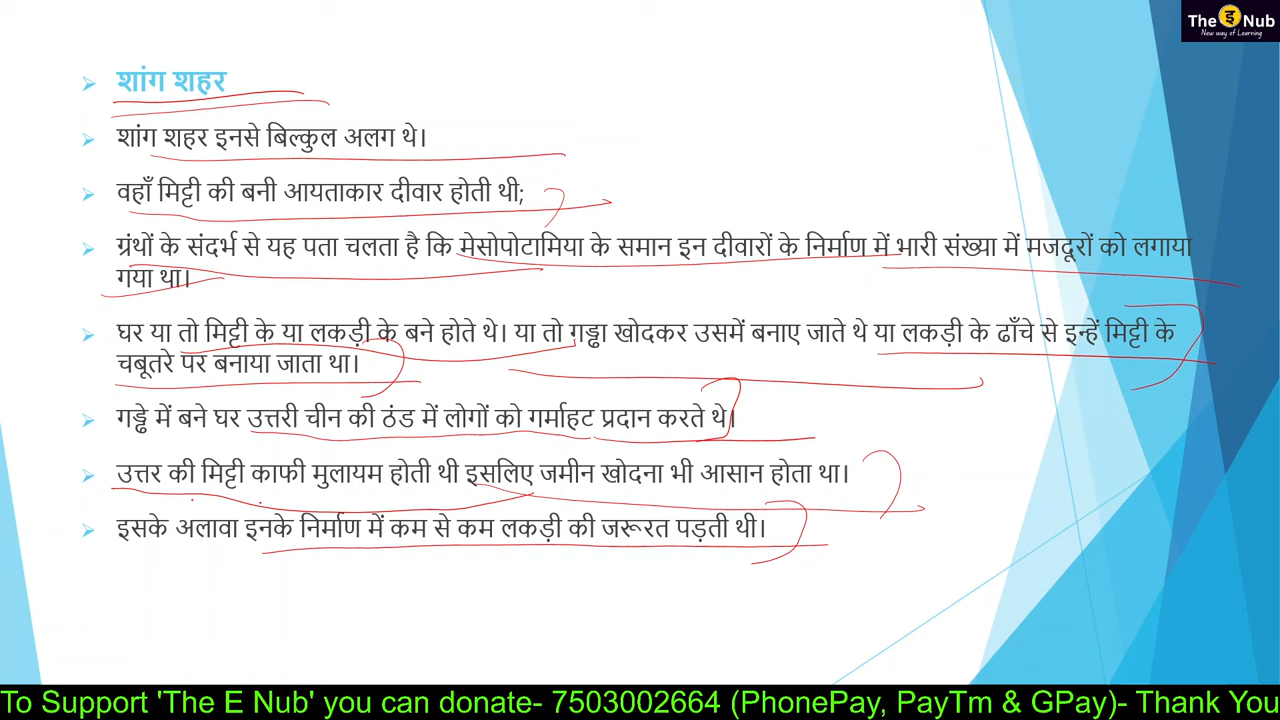 The इ Nub
New way of Learning
शांग शहर
शांग शहर इनसे बिल्कुल अलग थे।
वहाँ मिट्टी की बनी आयताकार दीवार होती थी;
ग्रंथों के संदर्भ से यह पता चलता है कि मेसोपोटामिया के समान इन दीवारों के निर्माण में भारी संख्या में मजदूरों को लगाया
गया था।
घर या तो मिट्टी के या लकड़ी के बने होते थे। या तो गड्ढा खोदकर उसमें बनाए जाते थे या लकड़ी के ढाँचे से इन्हें मिट्टी के
चबूतरे पर बनाया जाता था।
गड्ढे में बने घर उत्तरी चीन की ठंड में लोगों को गर्माहट प्रदान करते थे।
उत्तर की मिट्टी काफी मुलायम होती थी इसलिए जमीन खोदना भी आसान होता था।
इसके अलावा इनके निर्माण में कम से कम लकड़ी की जरूरत पड़ती थी।
To Support 'The E Nub' you can donate- 7503002664 (PhonePay, PayTm & GPay)- Thank You